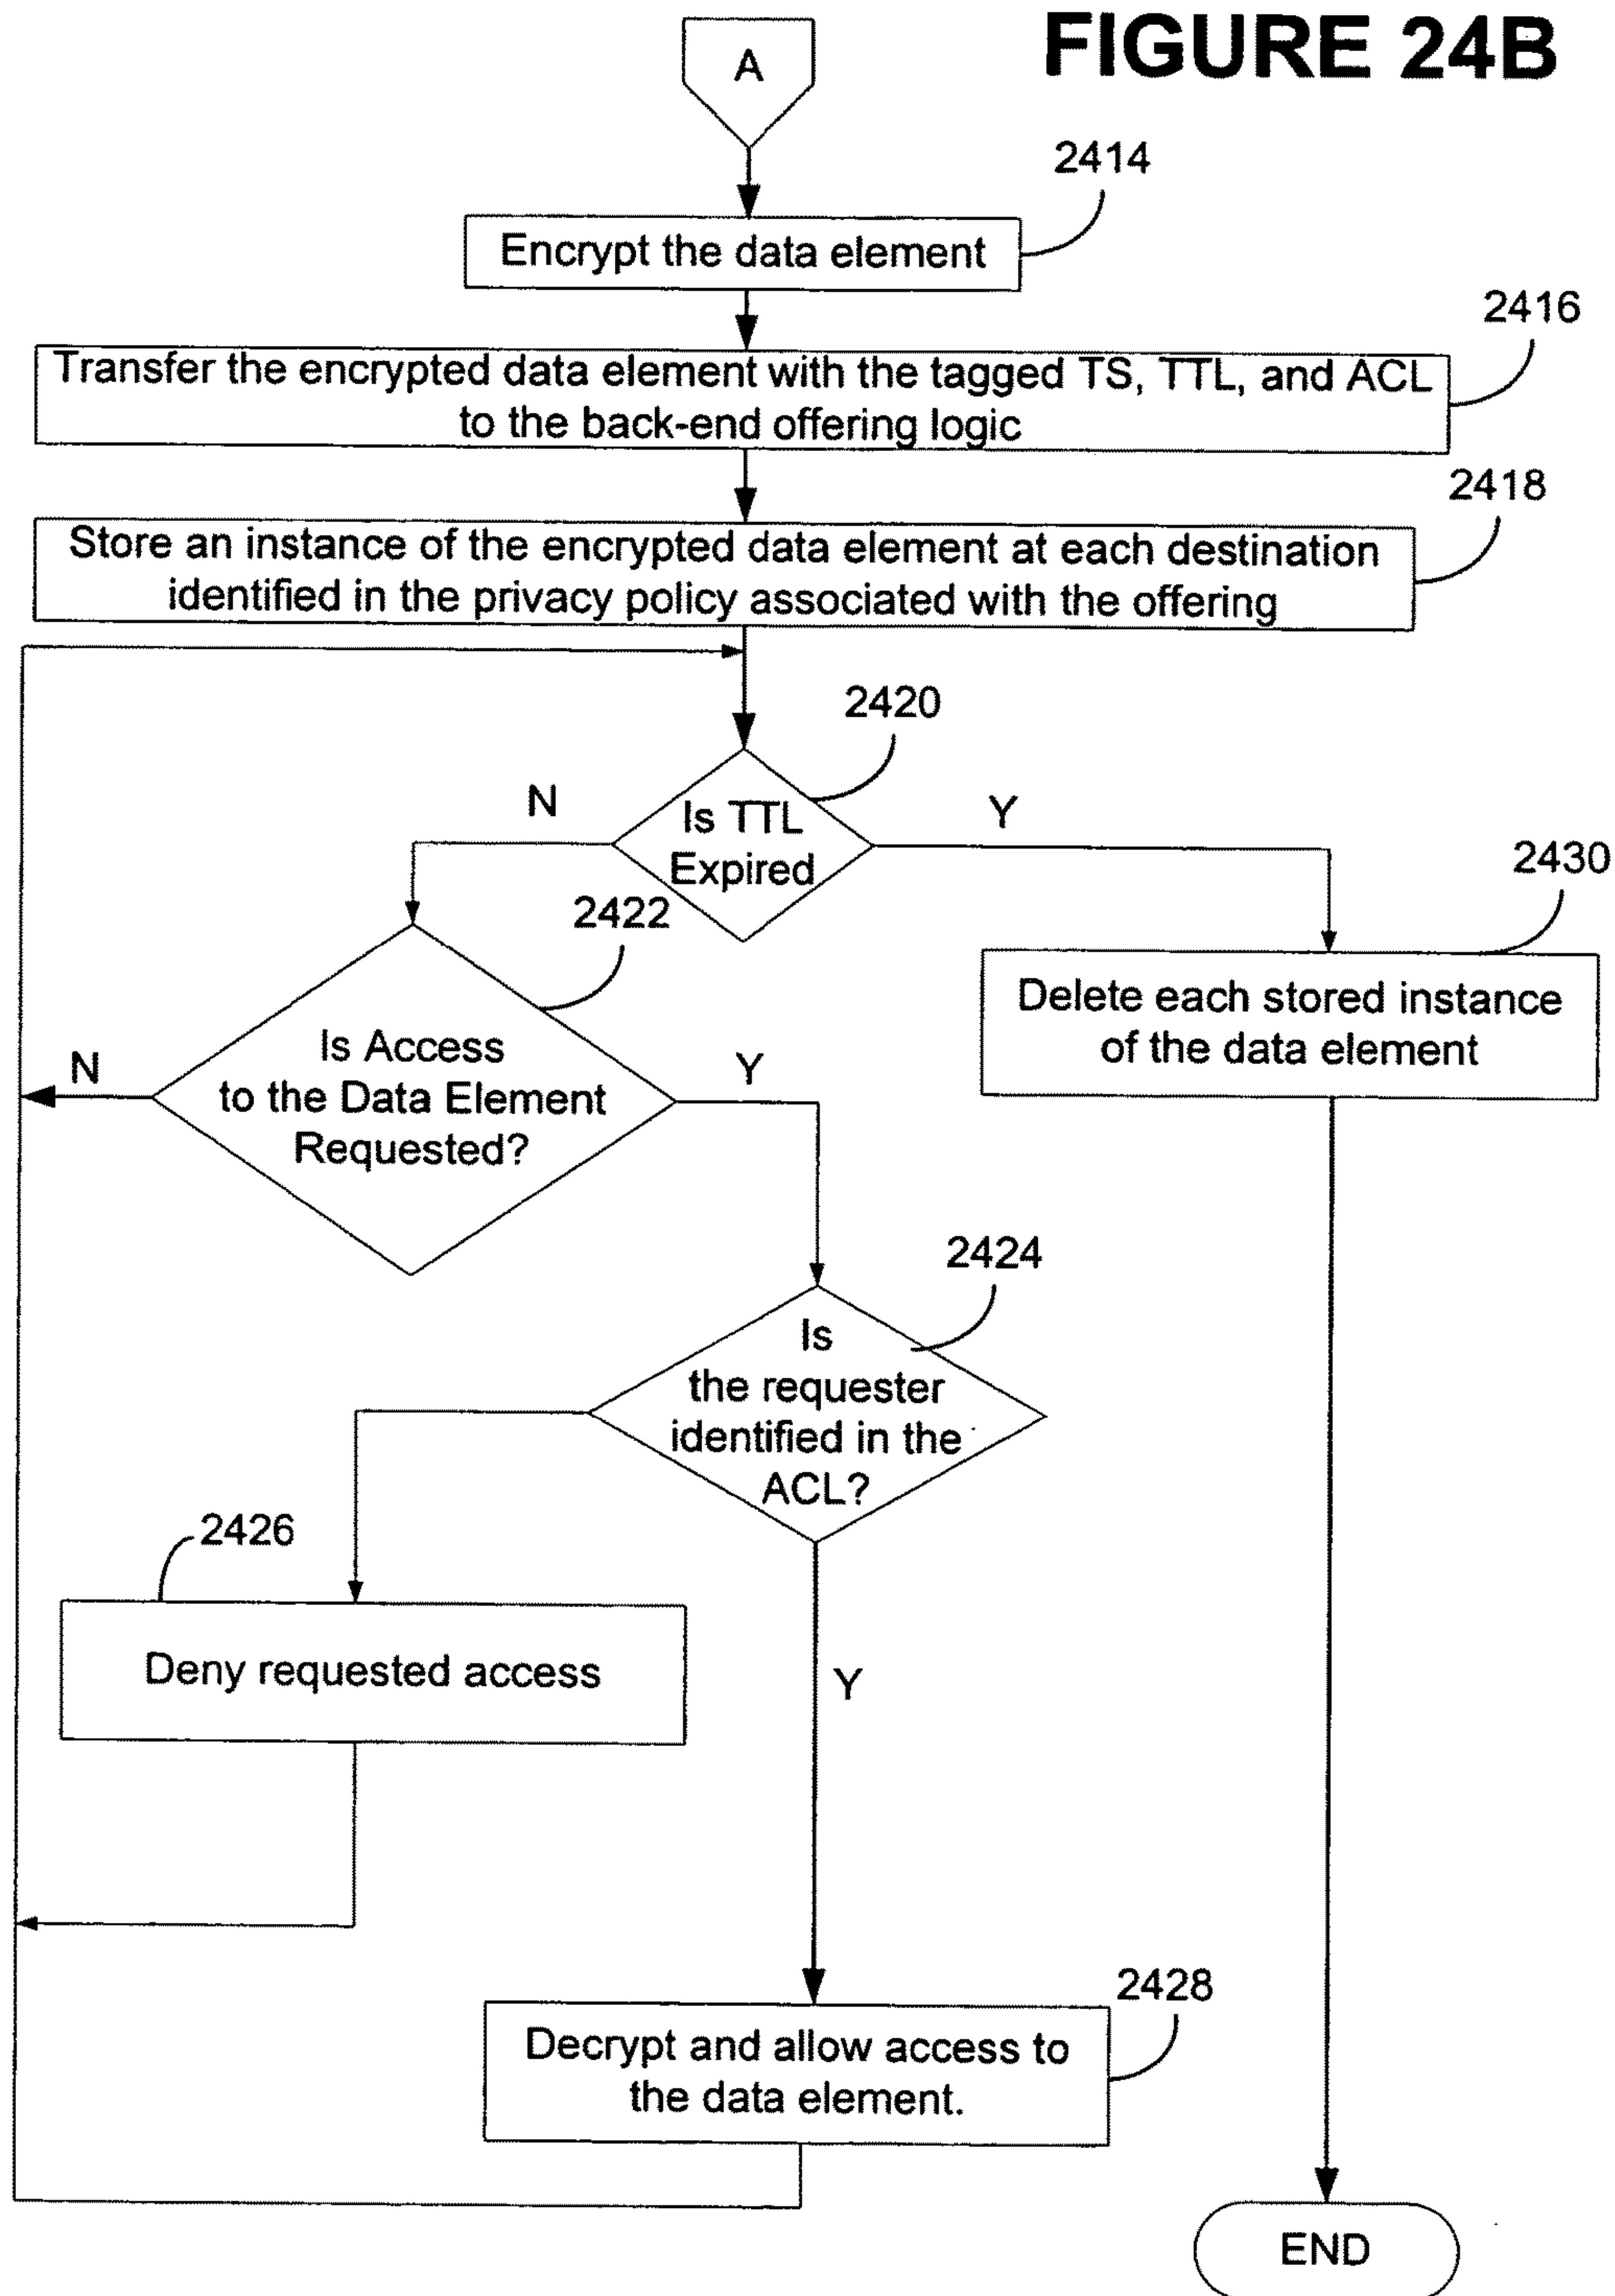 FIGURE 24B
A
2414
Encrypt the data element
2416
Transfer the encrypted data element with the tagged TS, TTL, and ACL
to the back-end offering logic
2418
Store an instance of the encrypted data element at each destination
identified in the privacy policy associated with the offering
2420
N
Is TTL
Expired
Y
2430
2422
Delete each stored instance
of the data element
Is Access
to the Data Element
Requested?
N
Y
2424
Is
the requester
identified in the
ACL?
2426
Deny requested access
Y
2428
Decrypt and allow access to
the data element.
END